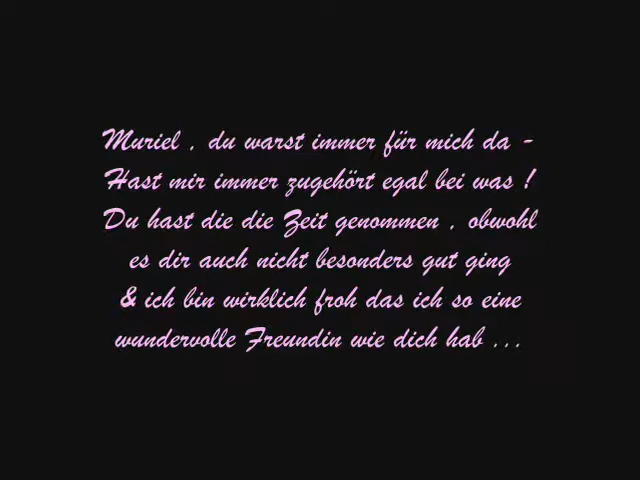 Muriel , du warst immer für mich da -
Hast mir immer zugehört egal bei was !
Du hast die die Zeit genommen , obwohl
es dir auch nicht besonders gut ging
& ich bin wirklich froh das ich so eine
wundervolle Freundin wie dich hab ...